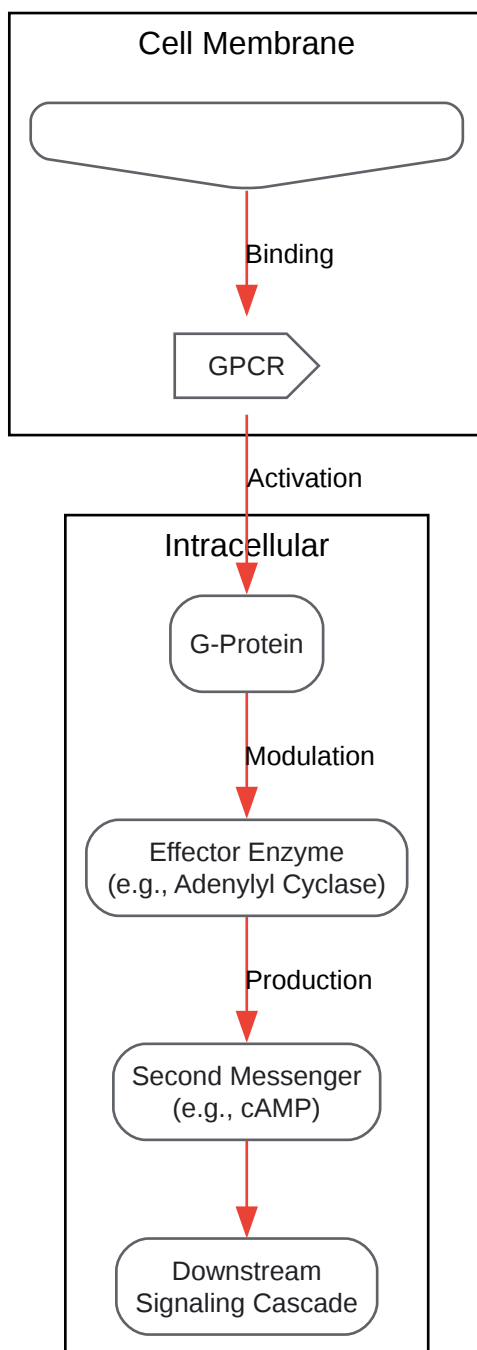 Cell Membrane
Binding
GPCR
Activation
Intracellular
G-Protein
Modulation
Effector Enzyme
(e.g., Adenylyl Cyclase)
Production
Second Messenger
(e.g., cAMP)
Downstream
Signaling Cascade